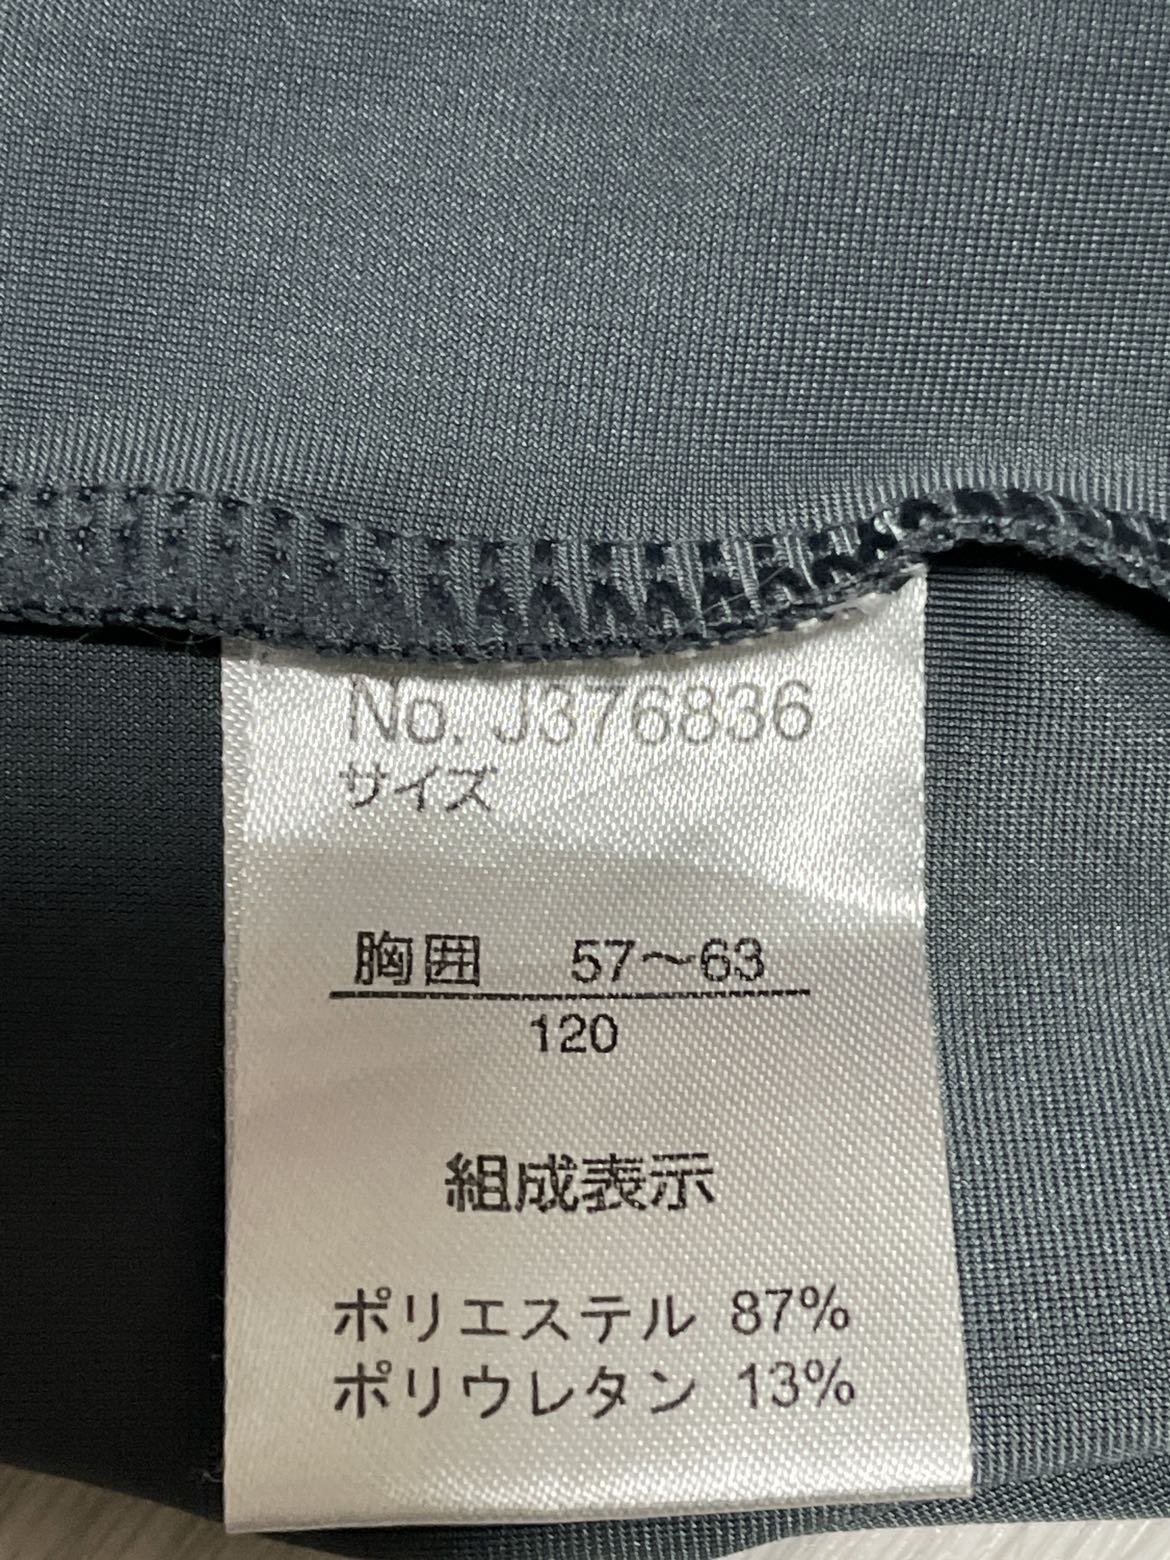 No. J376836
サイズ
胸囲 57～63
120
組成表示
ポリエステル 87%
ポリウレタン 13%